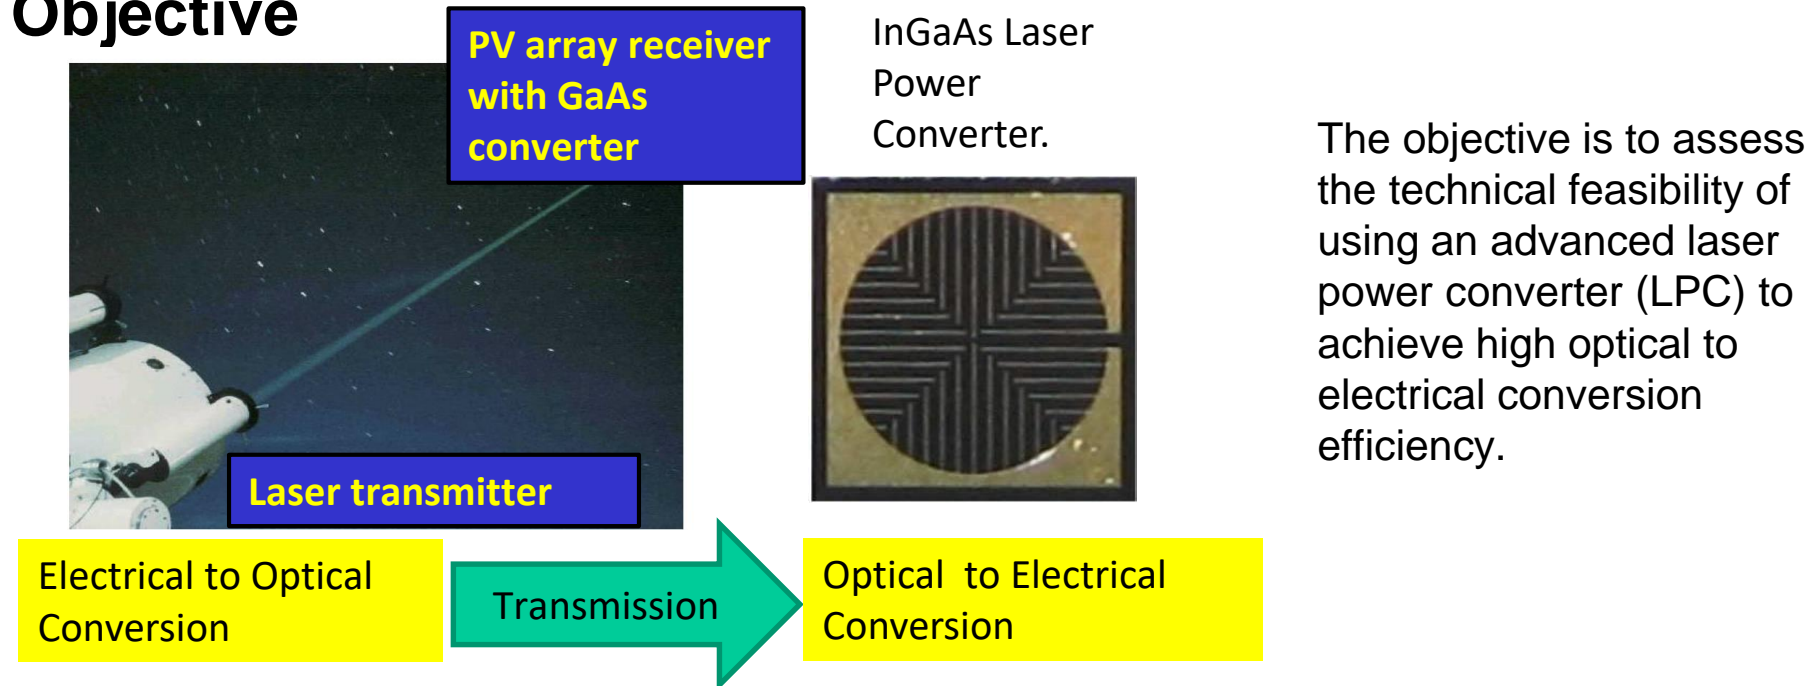 Objective
PV array receiver
with GaAs
converter
InGaAs Laser
Power
Converter.
The objective is to assess
the technical feasibility of
using an advanced laser
power converter (LPC) to
achieve high optical to
electrical conversion
efficiency.
Laser transmitter
Electrical to Optical
Conversion
Transmission
Optical  to Electrical
Conversion